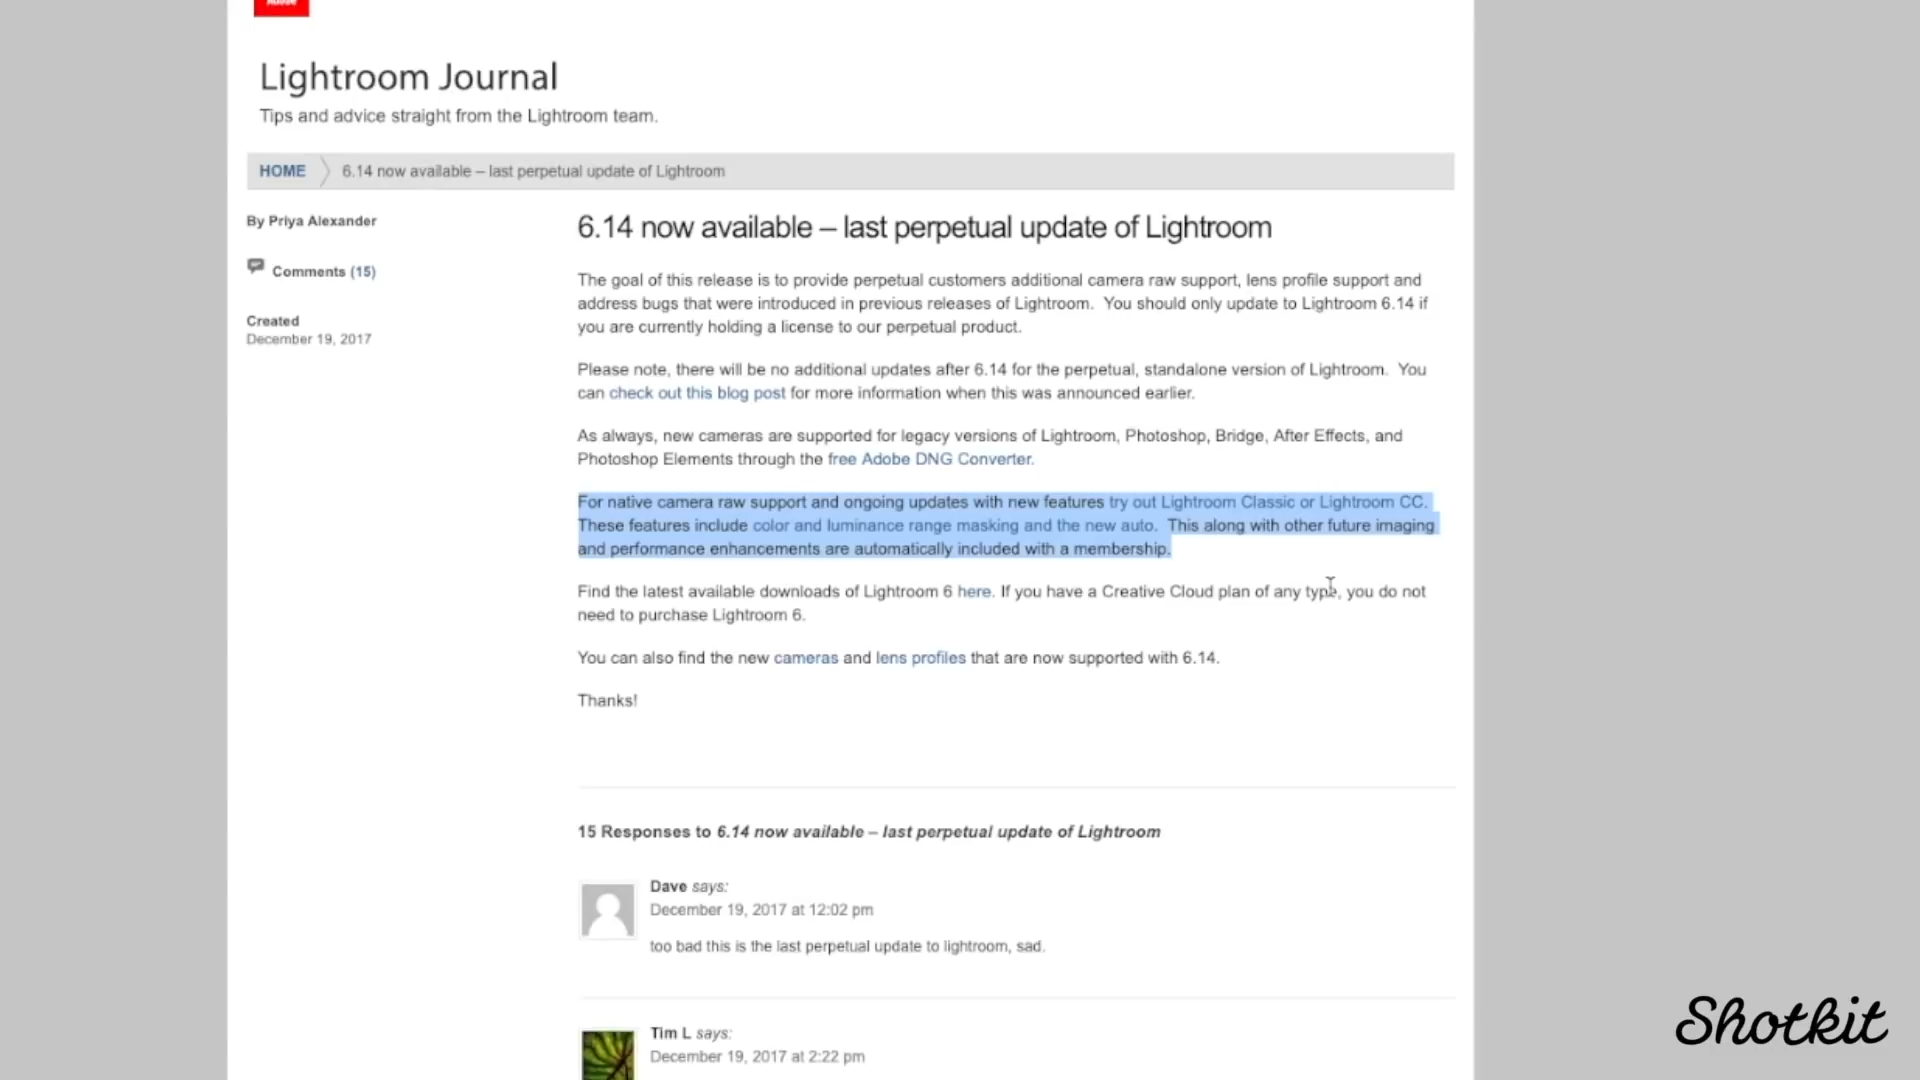 Adobe
Lightroom Journal
Tips and advice straight from the Lightroom team.
HOME 6.14 now available – last perpetual update of Lightroom
By Priya Alexander
Comments (15)
Created
December 19, 2017
6.14 now available – last perpetual update of Lightroom
The goal of this release is to provide perpetual customers additional camera raw support, lens profile support and
address bugs that were introduced in previous releases of Lightroom.  You should only update to Lightroom 6.14 if
you are currently holding a license to our perpetual product.
Please note, there will be no additional updates after 6.14 for the perpetual, standalone version of Lightroom.  You
can check out this blog post for more information when this was announced earlier.
As always, new cameras are supported for legacy versions of Lightroom, Photoshop, Bridge, After Effects, and
Photoshop Elements through the free Adobe DNG Converter.
For native camera raw support and ongoing updates with new features try out Lightroom Classic or Lightroom CC.
These features include color and luminance range masking and the new auto.  This along with other future imaging
and performance enhancements are automatically included with a membership.
Find the latest available downloads of Lightroom 6 here. If you have a Creative Cloud plan of any type, you do not
need to purchase Lightroom 6.
You can also find the new cameras and lens profiles that are now supported with 6.14.
Thanks!
15 Responses to 6.14 now available – last perpetual update of Lightroom
Dave says:
December 19, 2017 at 12:02 pm
too bad this is the last perpetual update to lightroom, sad.
Tim L says:
December 19, 2017 at 2:22 pm
Shotkit